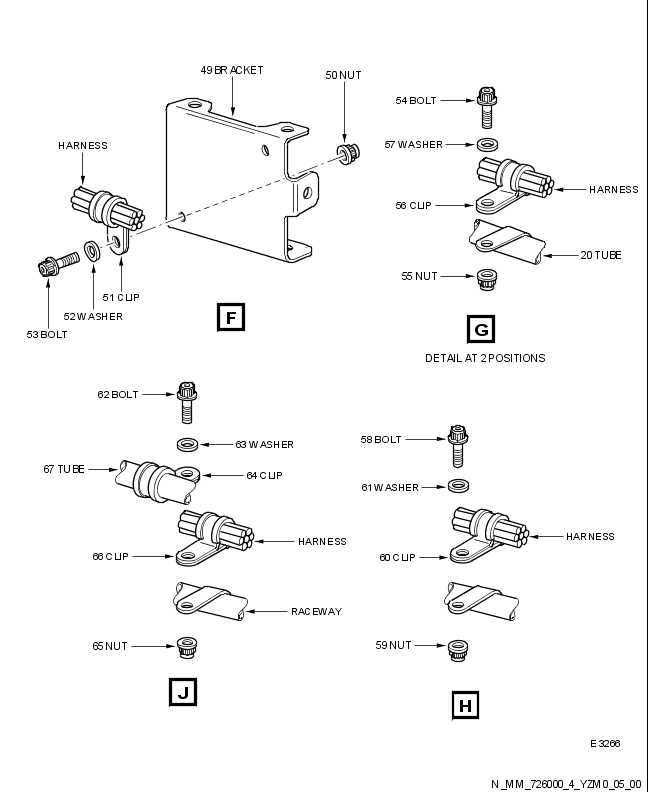 49 BRACKET
50 NUT
HARNESS
51 CLIP
52 WASHER
53 BOLT
F
54 BOLT
57 WASHER
HARNESS
56 CLIP
20 TUBE
55 NUT
G
DETAIL AT 2 POSITIONS
62 BOLT
63 WASHER
67 TUBE
64 CLIP
HARNESS
66 CLIP
RACEWAY
65 NUT
J
58 BOLT
61 WASHER
HARNESS
60 CLIP
59 NUT
H
E 3266
N_MM_726000_4_YZM0_05_00